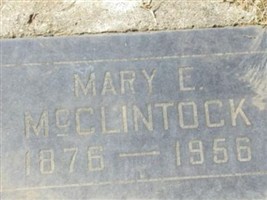 MARY E.
McCLINTOCK
1876 — 1956